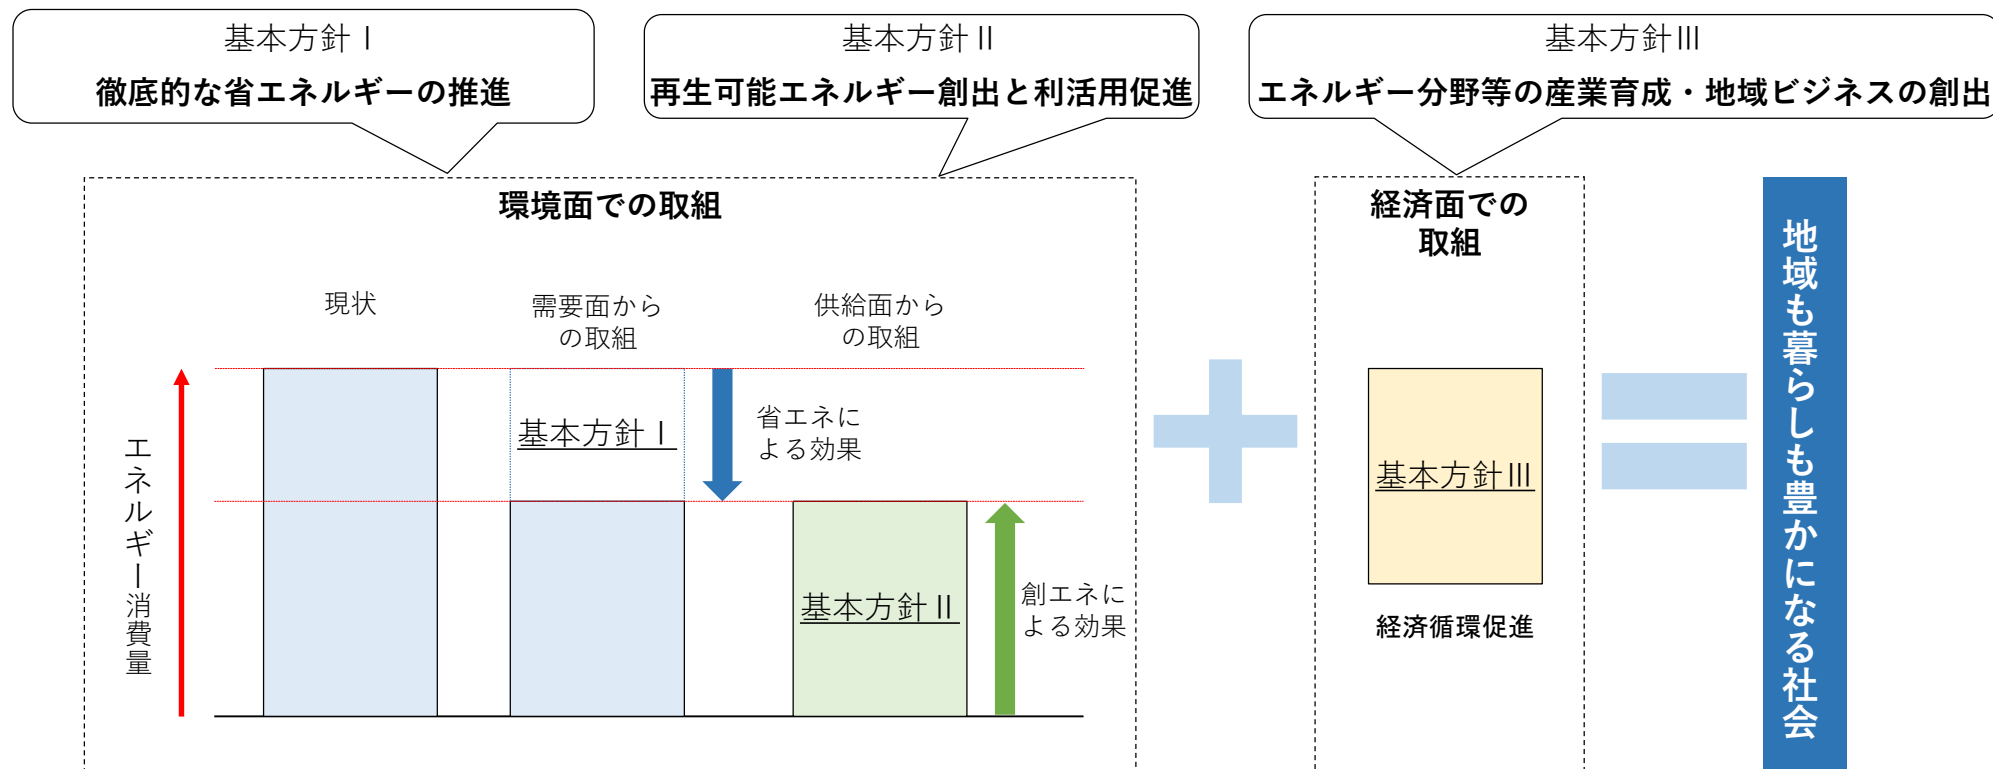 基本方針Ⅰ
徹底的な省エネルギーの推進
基本方針Ⅱ
再生可能エネルギー創出と利活用促進
基本方針Ⅲ
エネルギー分野等の産業育成・地域ビジネスの創出
環境面での取組
現状
需要面から
の取組
供給面から
の取組
エネルギー消費量
基本方針Ⅰ
省エネに
よる効果
基本方針Ⅱ
創エネに
よる効果
経済面での
取組
基本方針Ⅲ
経済循環促進
地域も暮らしも豊かになる社会